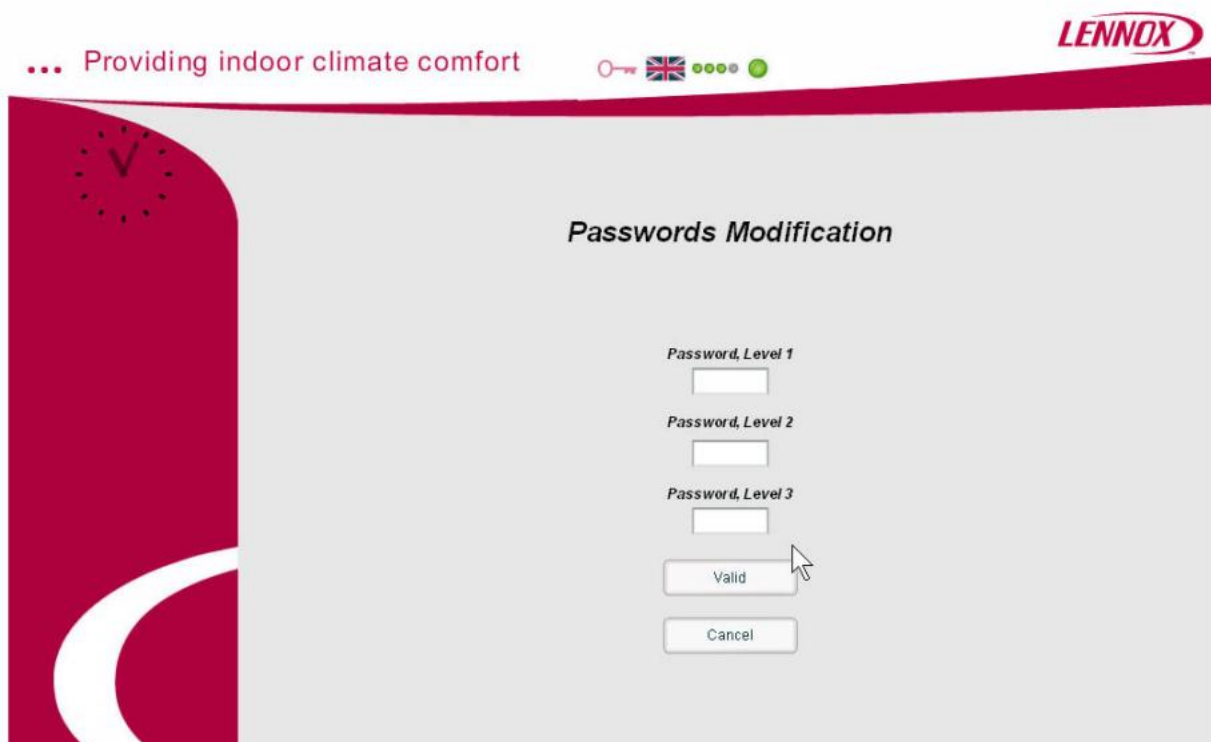 LENNOX
... Providing indoor climate comfort
Passwords Modification
Password, Level 1
Password, Level 2
Password, Level 3
Valid
Cancel